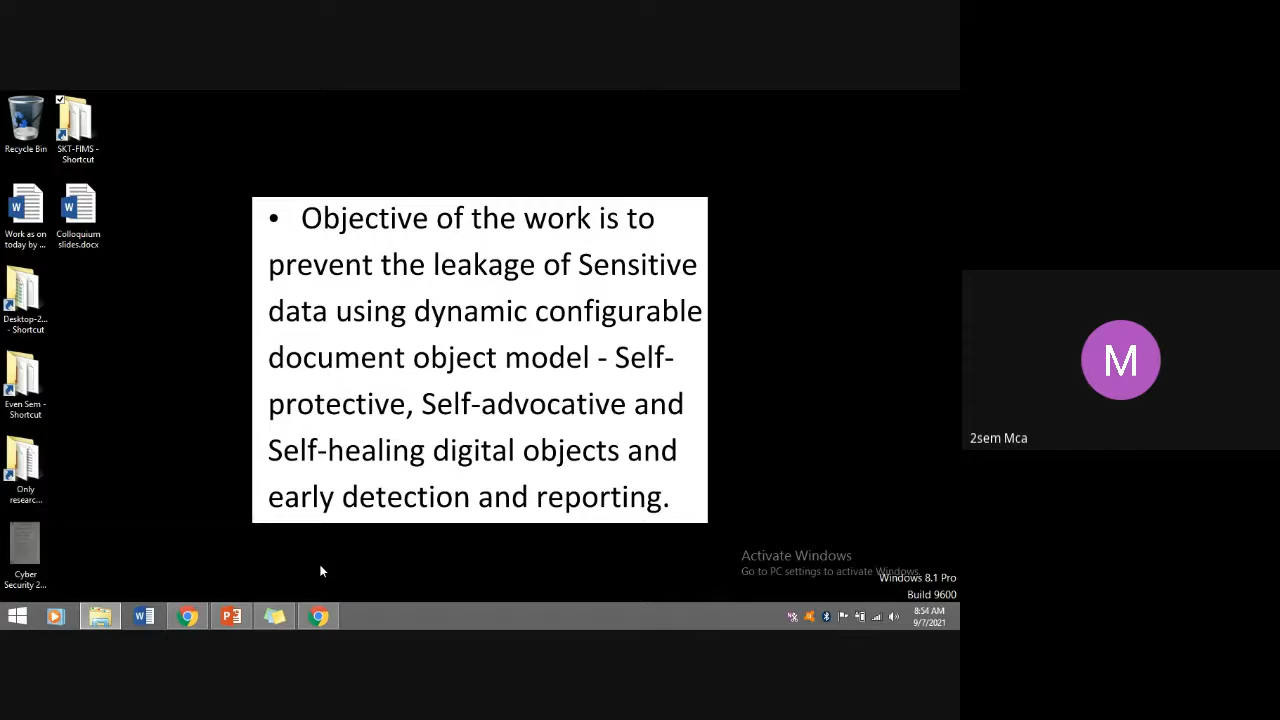 Recycle Bin
SKT-FIMS -
Shortcut
Work as on
today by ...
Colloquium
slides.docx
Desktop-2...
- Shortcut
Even Sem -
Shortcut
Only
researc...
Cyber
Security 2...
• Objective of the work is to
prevent the leakage of Sensitive
data using dynamic configurable
document object model - Self-
protective, Self-advocative and
Self-healing digital objects and
early detection and reporting.
M
2sem Mca
Activate Windows
Go to PC settings to activate Windows.
Windows 8.1 Pro
Build 9600
8:54 AM
9/7/2021